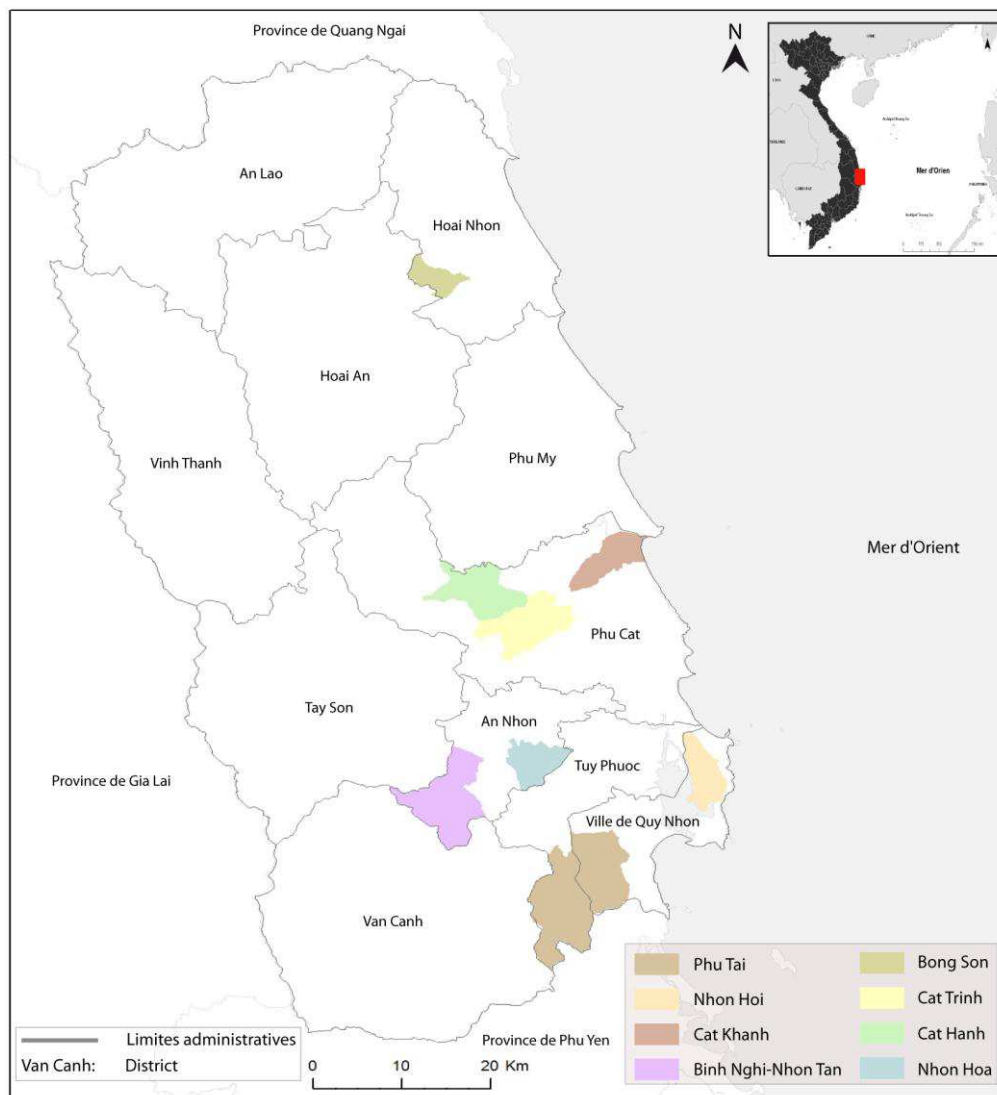 Province de Quang Ngai
N
An Lao
Hoai Nhon
Mer d'Orien
Hoai An
Vinh Thanh
Phu My
Mer d'Orient
Phu Cat
Tay Son
An Nhon
Tuy Phuoc
Province de Gia Lai
Ville de Quy Nhon
Van Canh
Phu Tai
Bong Son
Nhon Hoi
Cat Trinh
Cat Khanh
Cat Hanh
Binh Nghi-Nhon Tan
Nhon Hoa
Limites administratives
Van Canh: District
Province de Phu Yen
0 10 20 Km